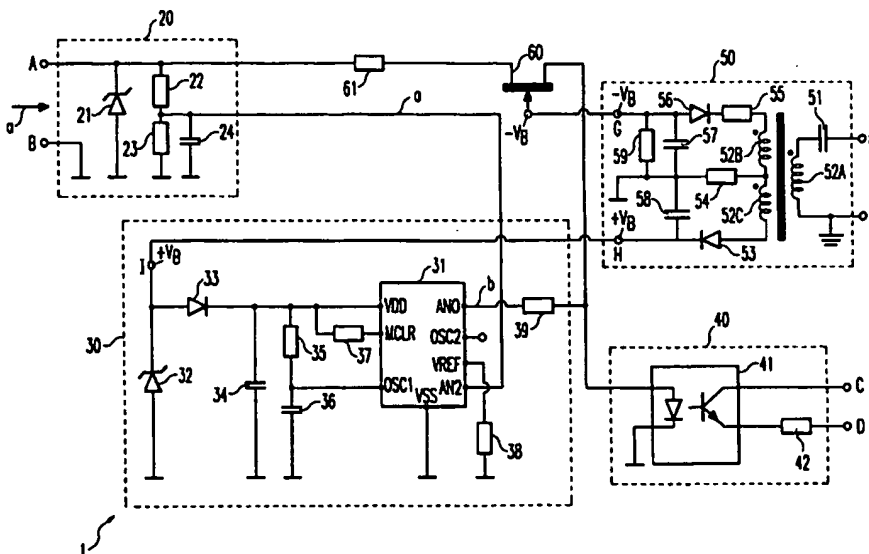 20
A
22
61
60
a
a
21
23
24
B
-VB
50
-VB
G
56
55
51
59
57
52B
52A
54
58
52C
+VB
H
53
+VB
I
33
31
VDD
ANO
b
39
MCLR
OSC2
30
35
37
VREF
32
34
36
OSC1
VSS
AN2
38
40
41
C
D
42
1